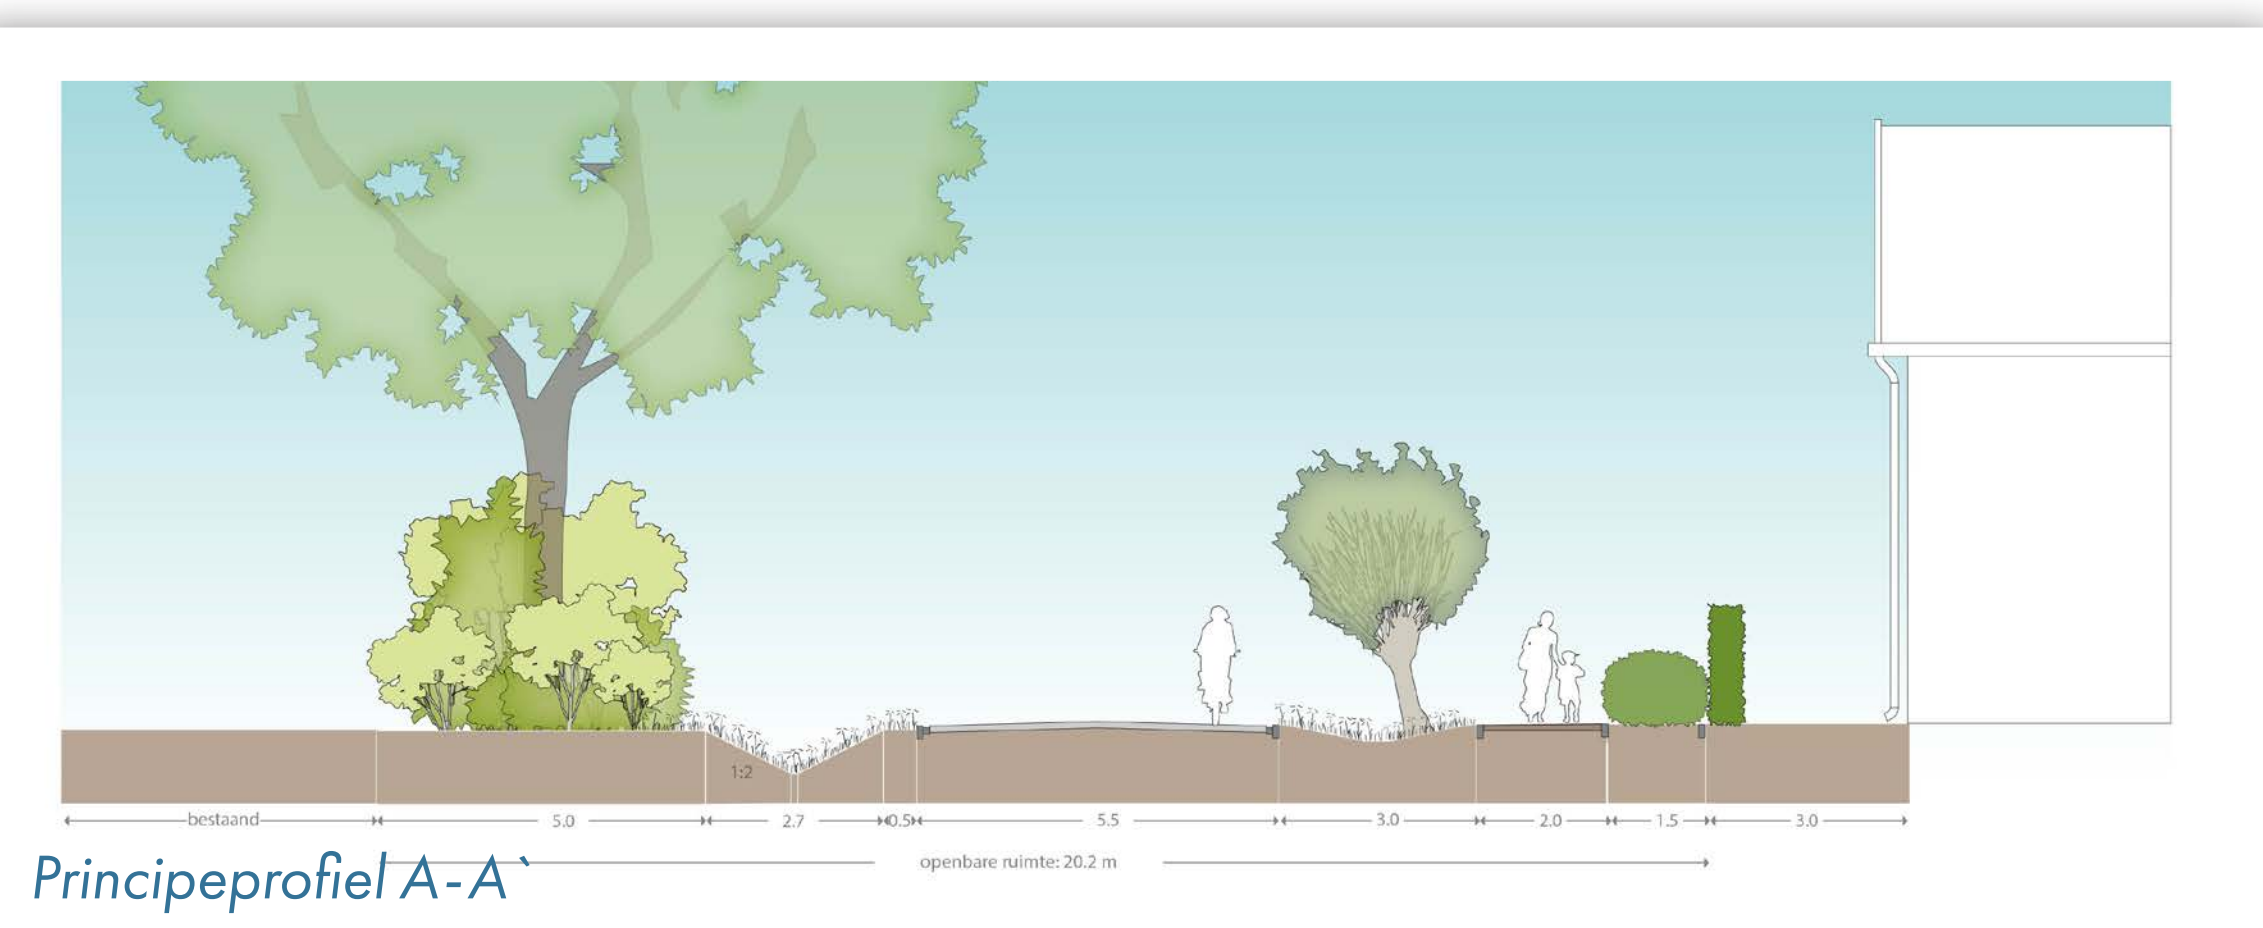 1:2
bestaand 5.0 2.7 0.5 5.5 3.0 2.0 1.5 3.0
openbare ruimte: 20.2 m
Principeprofiel A-A`